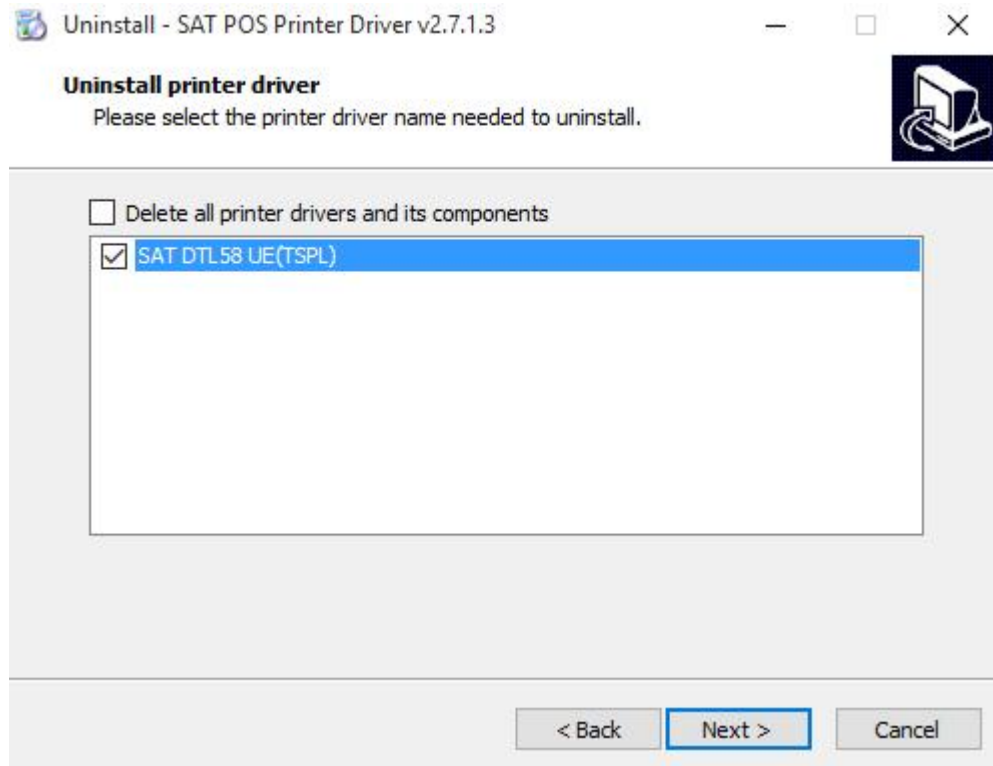 Uninstall - SAT POS Printer Driver v2.7.1.3
Uninstall printer driver
Please select the printer driver name needed to uninstall.
Delete all printer drivers and its components
SAT DTL58 UE(TSPL)
< Back Next > Cancel